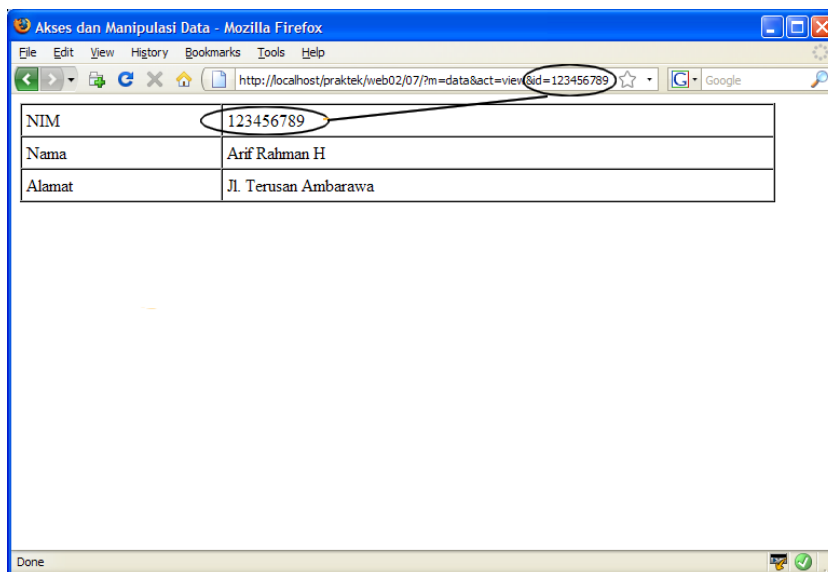 Akses dan Manipulasi Data - Mozilla Firefox
File Edit View History Bookmarks Tools Help
http://localhost/praktek/web02/07/?m=data&act=view&id=123456789 G Google
NIM 123456789
Nama Arif Rahman H
Alamat Jl. Terusan Ambarawa
Done